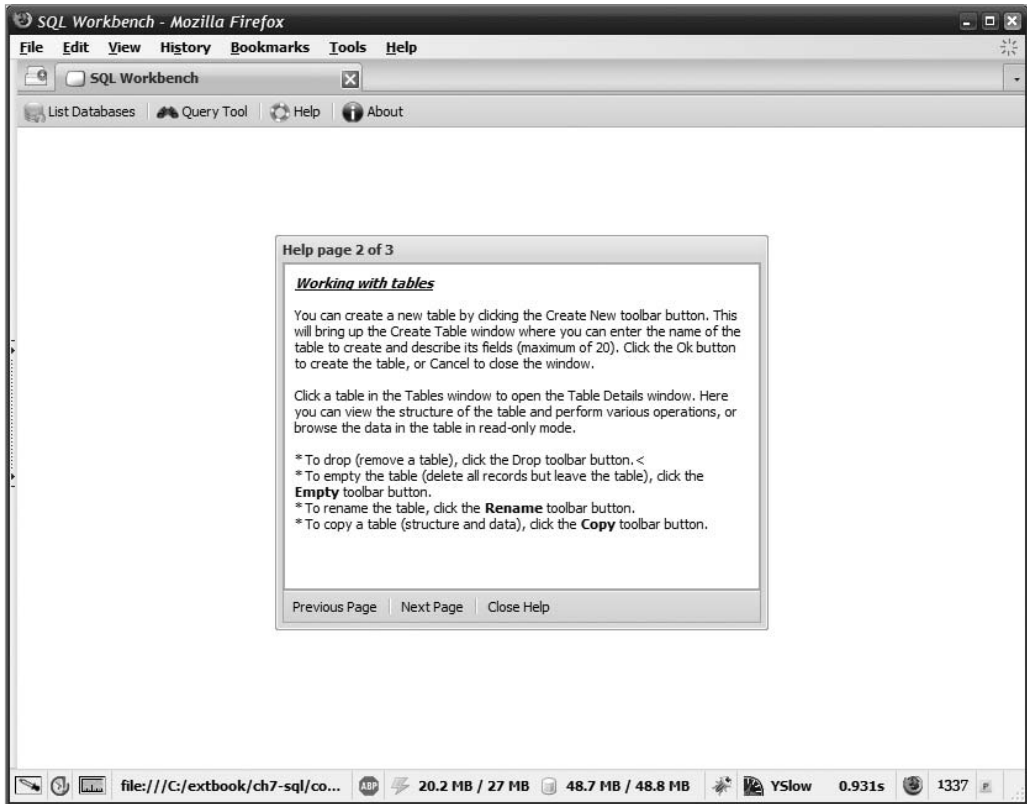 SQL Workbench - Mozilla Firefox
File Edit View History Bookmarks Tools Help
SQL Workbench
List Databases Query Tool Help About
Help page 2 of 3
Working with tables
You can create a new table by clicking the Create New toolbar button. This
will bring up the Create Table window where you can enter the name of the
table to create and describe its fields (maximum of 20). Click the Ok button
to create the table, or Cancel to close the window.
Click a table in the Tables window to open the Table Details window. Here
you can view the structure of the table and perform various operations, or
browse the data in the table in read-only mode.
* To drop (remove a table), click the Drop toolbar button.<
* To empty the table (delete all records but leave the table), click the
Empty toolbar button.
* To rename the table, click the Rename toolbar button.
* To copy a table (structure and data), click the Copy toolbar button.
Previous Page Next Page Close Help
file:///C:/extbook/ch7-sql/co... ABP 20.2 MB / 27 MB 48.7 MB / 48.8 MB YSlow 0.931s 1337